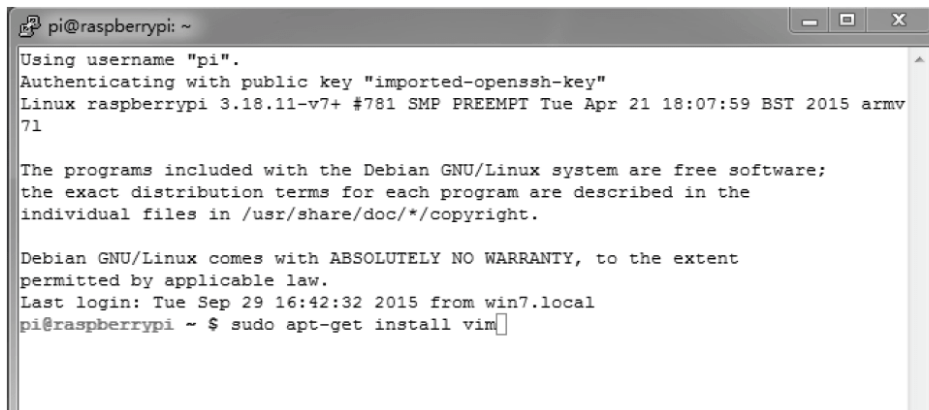 pi@raspberrypi: ~
Using username "pi".
Authenticating with public key "imported-openssh-key"
Linux raspberrypi 3.18.11-v7+ #781 SMP PREEMPT Tue Apr 21 18:07:59 BST 2015 armv
7l
The programs included with the Debian GNU/Linux system are free software;
the exact distribution terms for each program are described in the
individual files in /usr/share/doc/*/copyright.
Debian GNU/Linux comes with ABSOLUTELY NO WARRANTY, to the extent
permitted by applicable law.
Last login: Tue Sep 29 16:42:32 2015 from win7.local
pi@raspberrypi ~ $ sudo apt-get install vim